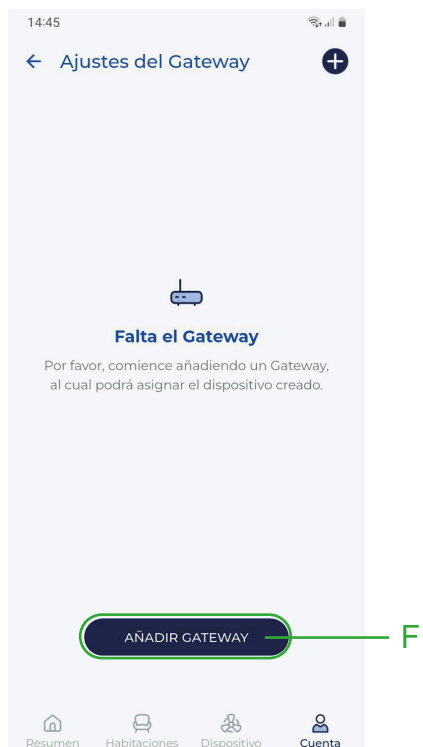 14:45
Ajustes del Gateway
Falta el Gateway
Por favor, comience añadiendo un Gateway,
al cual podrá asignar el dispositivo creado.
AÑADIR GATEWAY
F
Resumen Habitaciones Dispositivo Cuenta